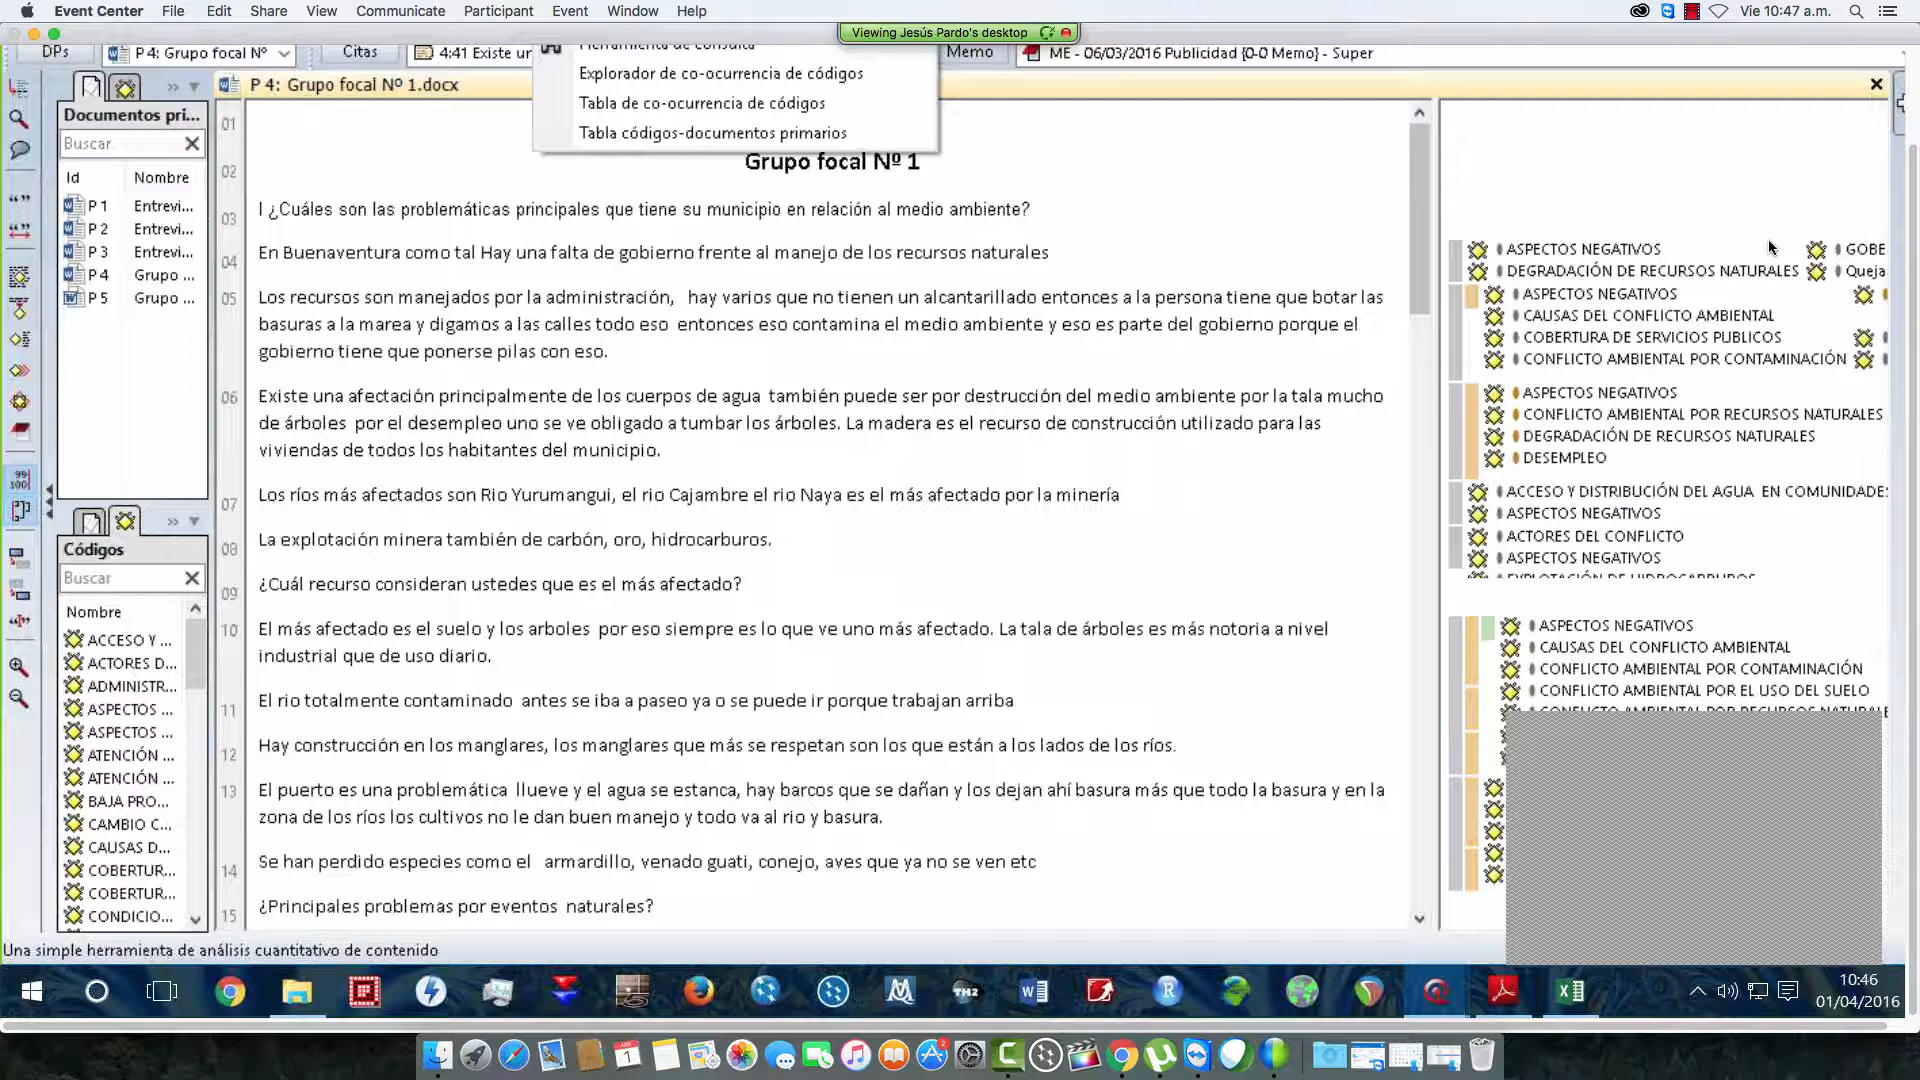 Event Center File Edit Share View Communicate Participant Event Window Help Vie 10:47 a.m.
Viewing Jesús Pardo's desktop
DPs P 4: Grupo focal Nº Citas 4:41 Existe ur Memo ME - 06/03/2016 Publicidad {0-0 Memo} - Super
Herramienta de consulta
Explorador de co-ocurrencia de códigos
Tabla de co-ocurrencia de códigos
Tabla códigos-documentos primarios
P 4: Grupo focal Nº 1.docx
Documentos pri...
Buscar
Id Nombre
P 1 Entrevi...
P 2 Entrevi...
P 3 Entrevi...
P 4 Grupo ...
P 5 Grupo ...
Códigos
Buscar
Nombre
ACCESO Y ...
ACTORES D...
ADMINISTR...
ASPECTOS ...
ASPECTOS ...
ATENCIÓN ...
ATENCIÓN ...
BAJA PRO...
CAMBIO C...
CAUSAS D...
COBERTUR...
COBERTUR...
CONDICIO...
01
02 Grupo focal Nº 1
03 I ¿Cuáles son las problemáticas principales que tiene su municipio en relación al medio ambiente?
04 En Buenaventura como tal Hay una falta de gobierno frente al manejo de los recursos naturales
05 Los recursos son manejados por la administración, hay varios que no tienen un alcantarillado entonces a la persona tiene que botar las
basuras a la marea y digamos a las calles todo eso entonces eso contamina el medio ambiente y eso es parte del gobierno porque el
gobierno tiene que ponerse pilas con eso.
06 Existe una afectación principalmente de los cuerpos de agua también puede ser por destrucción del medio ambiente por la tala mucho
de árboles por el desempleo uno se ve obligado a tumbar los árboles. La madera es el recurso de construcción utilizado para las
viviendas de todos los habitantes del municipio.
07 Los ríos más afectados son Rio Yurumangui, el rio Cajambre el rio Naya es el más afectado por la minería
08 La explotación minera también de carbón, oro, hidrocarburos.
09 ¿Cuál recurso consideran ustedes que es el más afectado?
10 El más afectado es el suelo y los arboles por eso siempre es lo que ve uno más afectado. La tala de árboles es más notoria a nivel
industrial que de uso diario.
11 El rio totalmente contaminado antes se iba a paseo ya o se puede ir porque trabajan arriba
12 Hay construcción en los manglares, los manglares que más se respetan son los que están a los lados de los ríos.
13 El puerto es una problemática llueve y el agua se estanca, hay barcos que se dañan y los dejan ahí basura más que todo la basura y en la
zona de los ríos los cultivos no le dan buen manejo y todo va al rio y basura.
14 Se han perdido especies como el armardillo, venado guati, conejo, aves que ya no se ven etc
15 ¿Principales problemas por eventos naturales?
ASPECTOS NEGATIVOS GOBE
DEGRADACIÓN DE RECURSOS NATURALES Queja
ASPECTOS NEGATIVOS
CAUSAS DEL CONFLICTO AMBIENTAL
COBERTURA DE SERVICIOS PUBLICOS
CONFLICTO AMBIENTAL POR CONTAMINACIÓN
ASPECTOS NEGATIVOS
CONFLICTO AMBIENTAL POR RECURSOS NATURALES
DEGRADACIÓN DE RECURSOS NATURALES
DESEMPLEO
ACCESO Y DISTRIBUCIÓN DEL AGUA EN COMUNIDADES
ASPECTOS NEGATIVOS
ACTORES DEL CONFLICTO
ASPECTOS NEGATIVOS
EXPLOTACIÓN DE HIDROCARBUROS
ASPECTOS NEGATIVOS
CAUSAS DEL CONFLICTO AMBIENTAL
CONFLICTO AMBIENTAL POR CONTAMINACIÓN
CONFLICTO AMBIENTAL POR EL USO DEL SUELO
CONFLICTO AMBIENTAL POR RECURSOS NATURALE
Una simple herramienta de análisis cuantitativo de contenido
TH2
10:46
01/04/2016